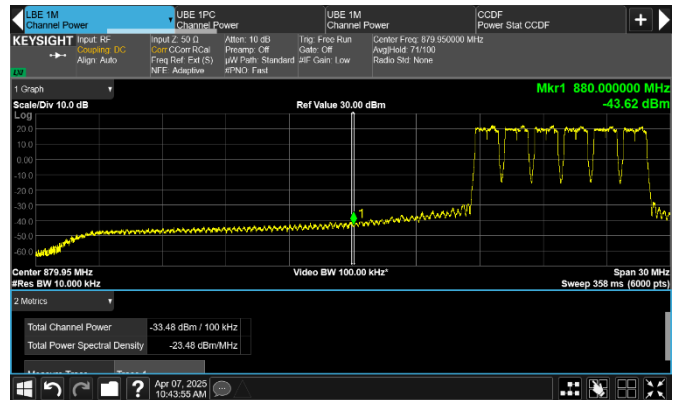 LBE 1M
Channel Power
UBE 1PC
Channel Power
UBE 1M
Channel Power
CCDF
Power Stat CCDF
KEYSIGHT
Input: RF
Coupling: DC
Align: Auto
Input Z: 50 Ω
Corr CCorr RCal
Freq Ref: Ext (S)
NFE: Adaptive
Atten: 10 dB
Preamp: Off
µW Path: Standard
#PNO: Fast
Trig: Free Run
Gate: Off
#IF Gain: Low
Center Freq: 879.950000 MHz
Avg|Hold: 71/100
Radio Std: None
1 Graph
Mkr1 880.000000 MHz
Scale/Div 10.0 dB
Ref Value 30.00 dBm
-43.62 dBm
Log
20.0
10.0
0.00
-10.0
-20.0
-30.0
-40.0
-50.0
-60.0
1
Center 879.95 MHz
Video BW 100.00 kHz*
Span 30 MHz
#Res BW 10.000 kHz
Sweep 358 ms (6000 pts)
2 Metrics
Total Channel Power
-33.48 dBm / 100 kHz
Total Power Spectral Density
-23.48 dBm/MHz
Apr 07, 2025
10:43:55 AM